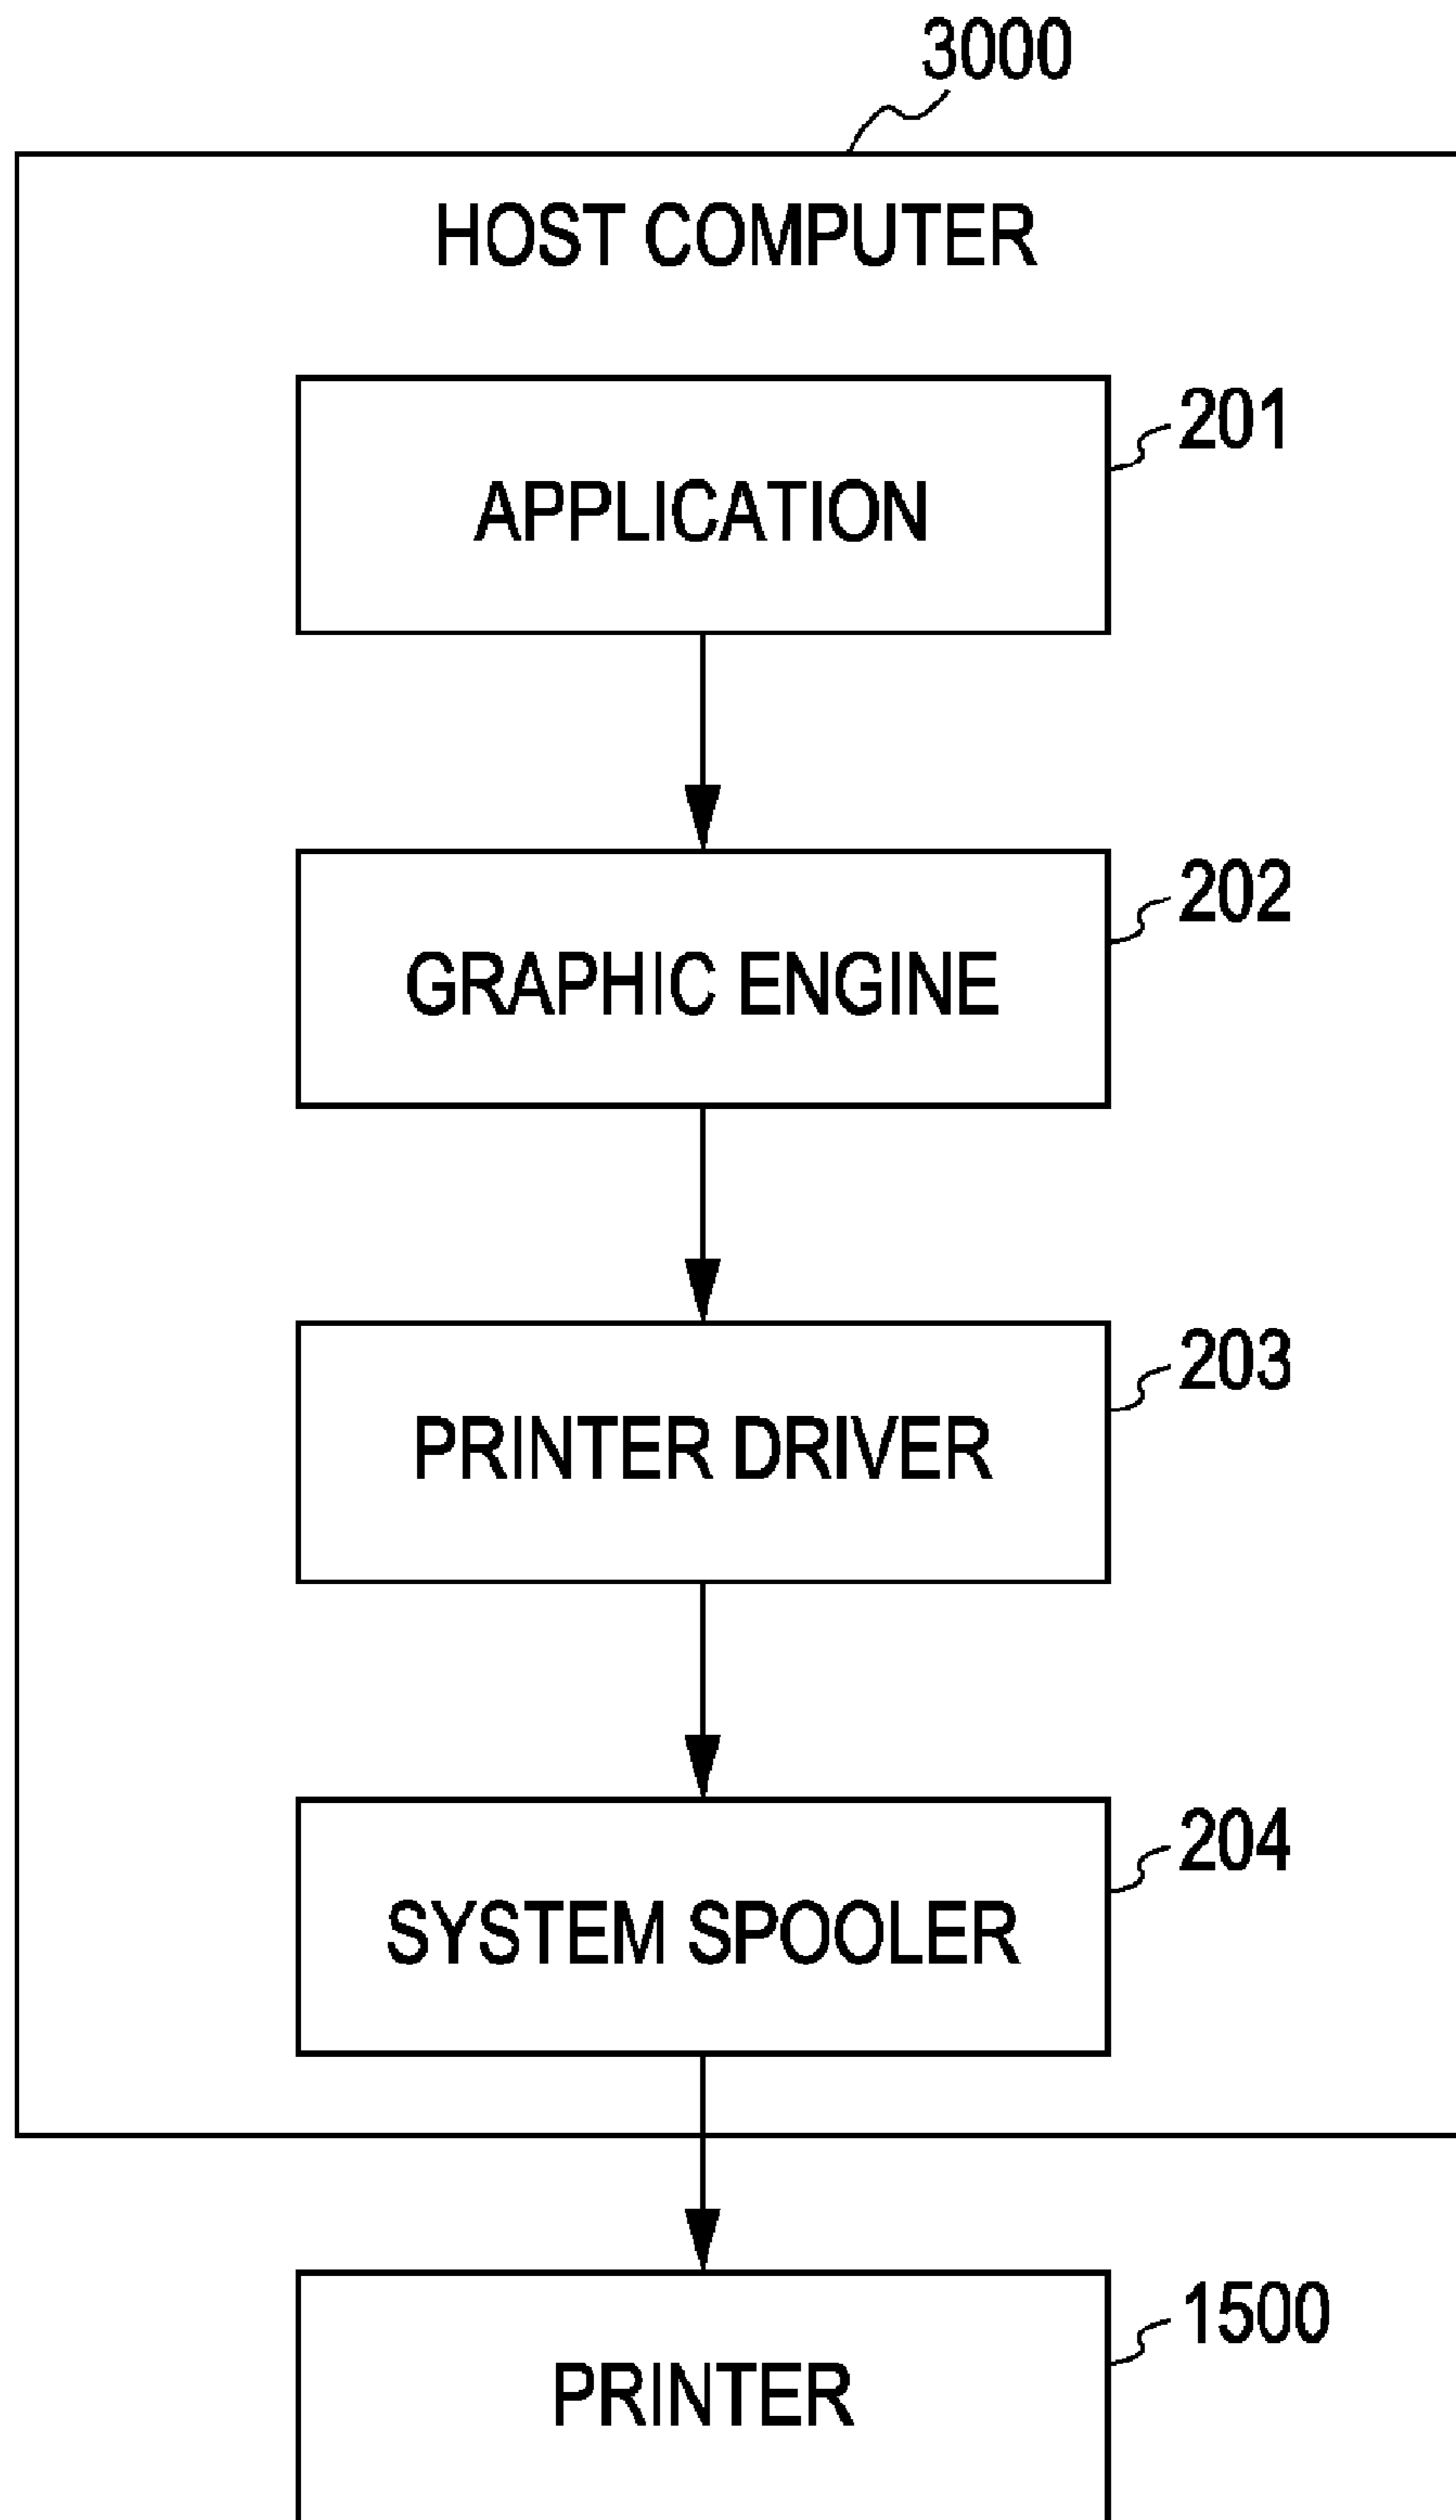 3000
HOST COMPUTER
201
APPLICATION
202
GRAPHIC ENGINE
203
PRINTER DRIVER
204
SYSTEM SPOOLER
1500
PRINTER